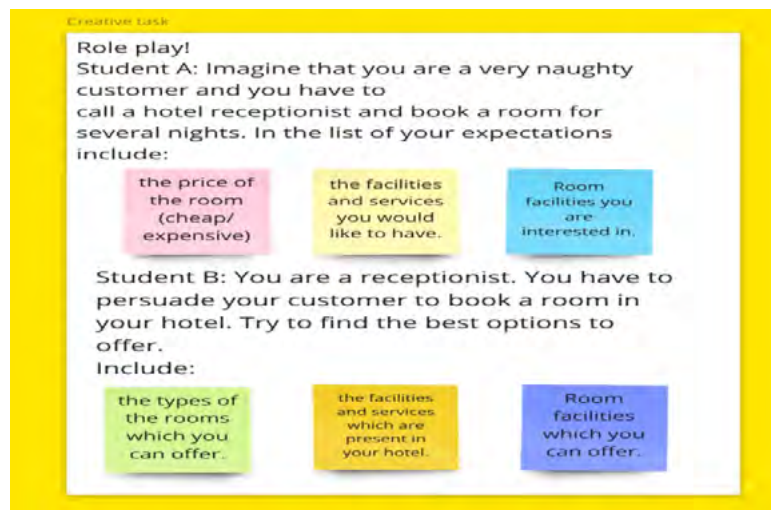 Creative task
Role play!
Student A: Imagine that you are a very naughty
customer and you have to
call a hotel receptionist and book a room for
several nights. In the list of your expectations
include:
the price of
the room
(cheap/
expensive)
the facilities
and services
you would
like to have.
Room
facilities you
are
interested in.
Student B: You are a receptionist. You have to
persuade your customer to book a room in
your hotel. Try to find the best options to
offer.
Include:
the types of
the rooms
which you
can offer.
the facilities
and services
which are
present in
your hotel.
Room
facilities
which you
can offer.